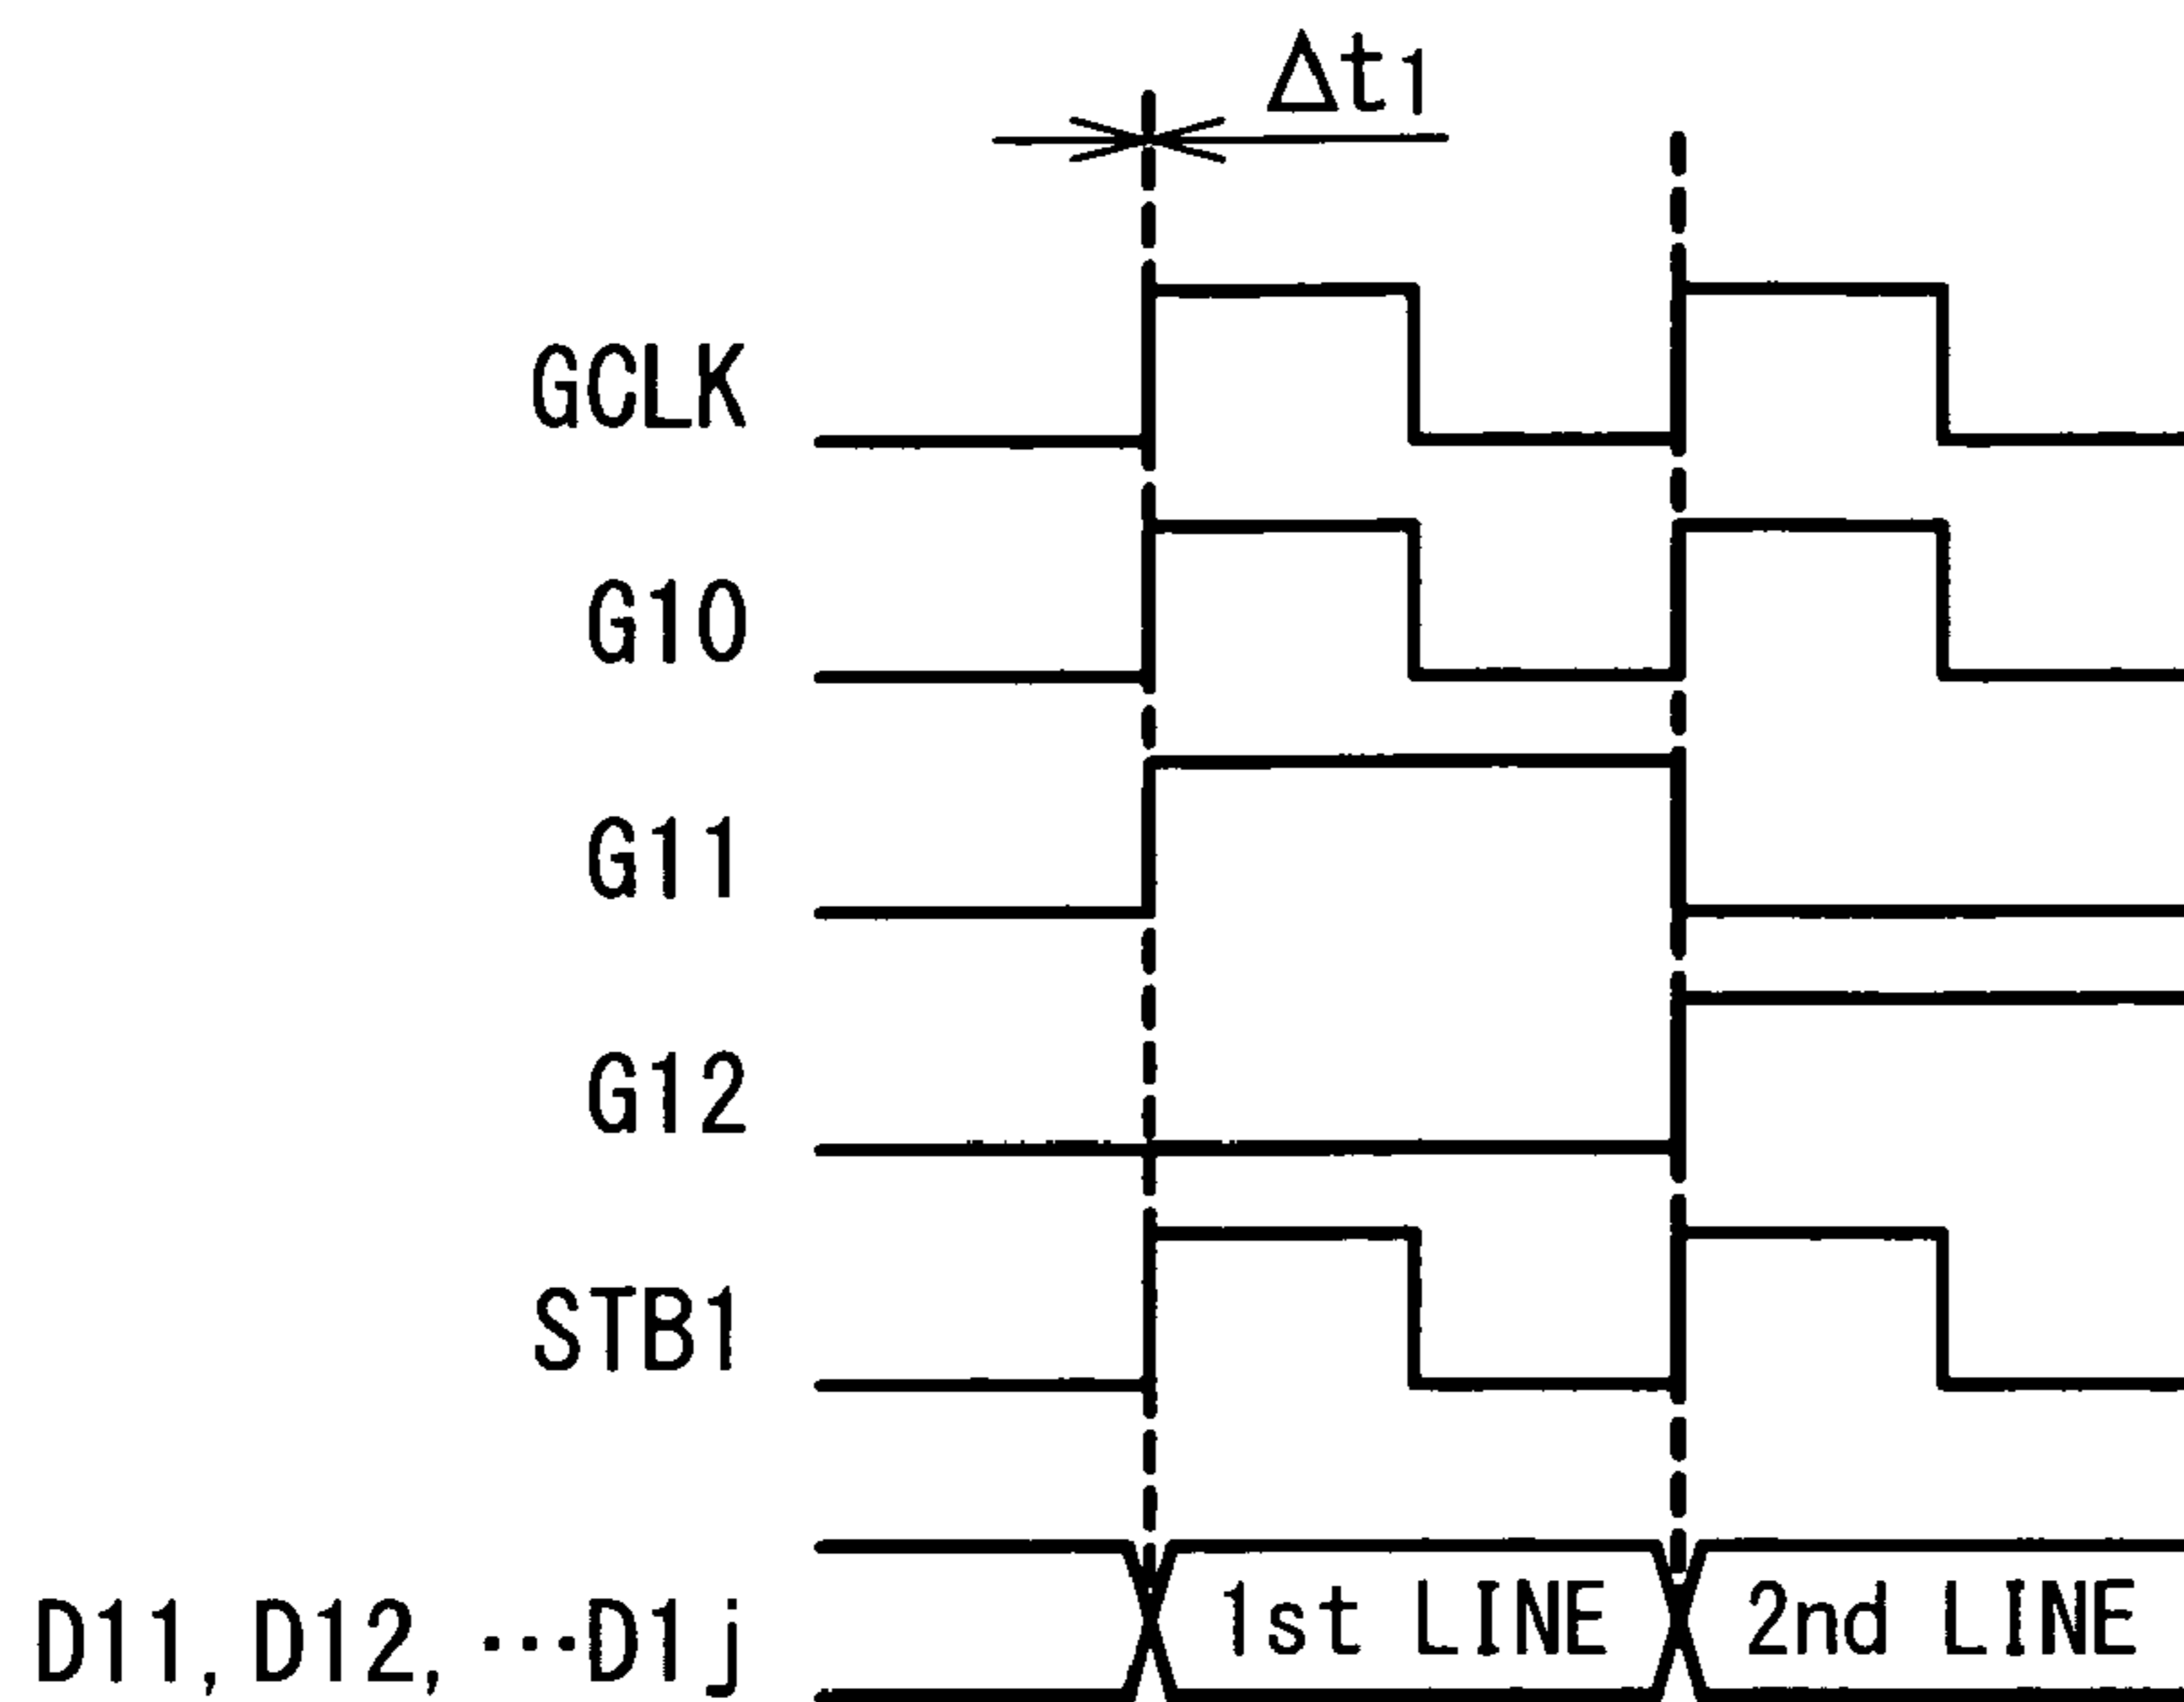 Δt1
GCLK
G10
G11
G12
STB1
D11, D12, ···D1j 1st LINE 2nd LINE